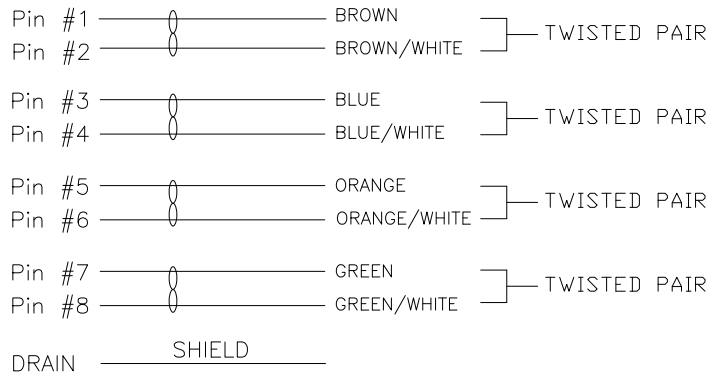 Pin #1 BROWN
Pin #2 BROWN/WHITE
TWISTED PAIR
Pin #3 BLUE
Pin #4 BLUE/WHITE
TWISTED PAIR
Pin #5 ORANGE
Pin #6 ORANGE/WHITE
TWISTED PAIR
Pin #7 GREEN
Pin #8 GREEN/WHITE
TWISTED PAIR
DRAIN SHIELD